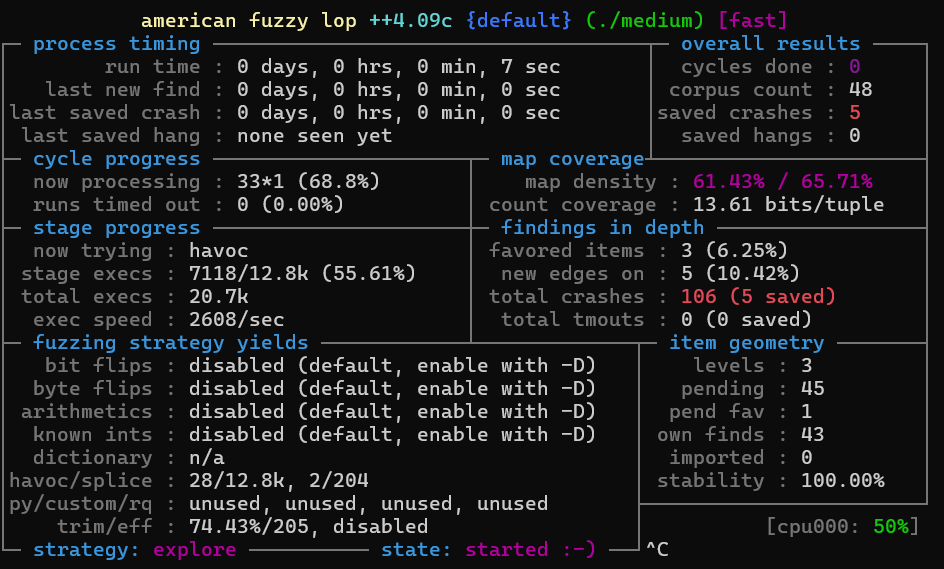 american fuzzy lop ++4.09c {default} (./medium) [fast]
process timing overall results
run time : 0 days, 0 hrs, 0 min, 7 sec cycles done : 0
last new find : 0 days, 0 hrs, 0 min, 0 sec corpus count : 48
last saved crash : 0 days, 0 hrs, 0 min, 0 sec saved crashes : 5
last saved hang : none seen yet saved hangs : 0
cycle progress map coverage
now processing : 33*1 (68.8%) map density : 61.43% / 65.71%
runs timed out : 0 (0.00%) count coverage : 13.61 bits/tuple
stage progress findings in depth
now trying : havoc favored items : 3 (6.25%)
stage execs : 7118/12.8k (55.61%) new edges on : 5 (10.42%)
total execs : 20.7k total crashes : 106 (5 saved)
exec speed : 2608/sec total tmouts : 0 (0 saved)
fuzzing strategy yields item geometry
bit flips : disabled (default, enable with -D) levels : 3
byte flips : disabled (default, enable with -D) pending : 45
arithmetics : disabled (default, enable with -D) pend fav : 1
known ints : disabled (default, enable with -D) own finds : 43
dictionary : n/a imported : 0
havoc/splice : 28/12.8k, 2/204 stability : 100.00%
py/custom/rq : unused, unused, unused, unused
trim/eff : 74.43%/205, disabled [cpu000: 50%]
strategy: explore state: started :-) ^C